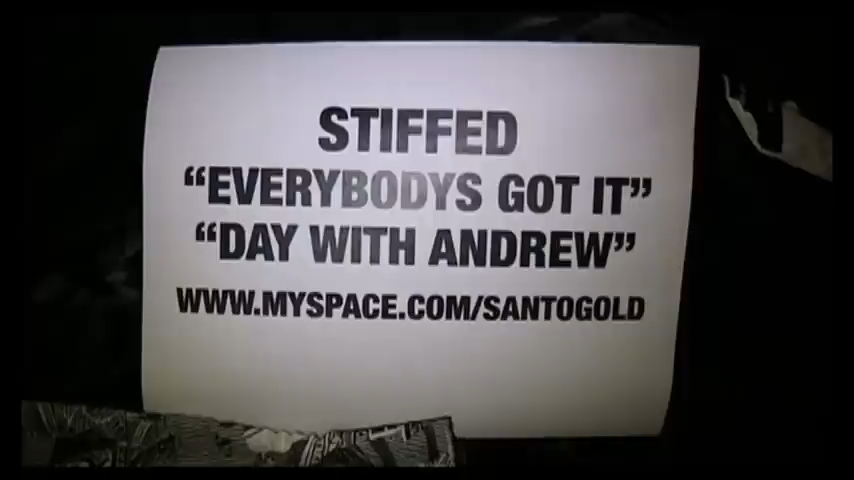 STIFFED
“EVERYBODYS GOT IT”
“DAY WITH ANDREW”
WWW.MYSPACE.COM/SANTOGOLD